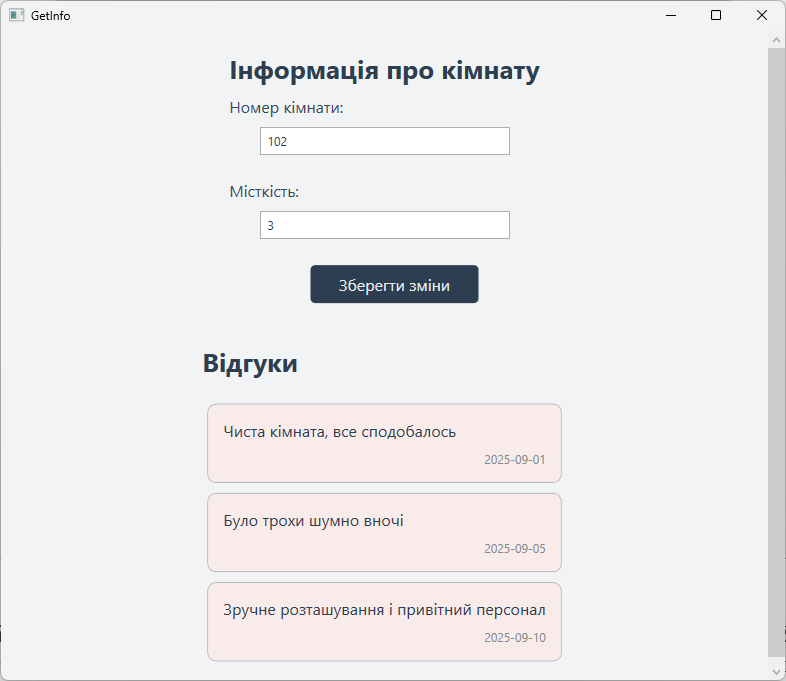 GetInfo
Інформація про кімнату
Номер кімнати:
102
Місткість:
3
Зберегти зміни
Відгуки
Чиста кімната, все сподобалось
2025-09-01
Було трохи шумно вночі
2025-09-05
Зручне розташування і привітний персонал
2025-09-10